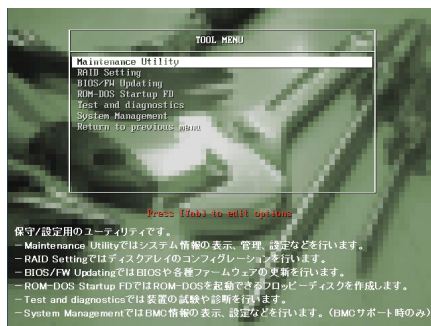 TOOL MENU
Maintenance Utility
RAID Setting
BIOS/FW Updating
ROM-DOS Startup FD
Test and diagnostics
System Management
Return to previous menu
Press [Tab] to edit options
保守/設定用のユーティリティです。
－Maintenance Utilityではシステム情報の表示、管理、設定などを行います。
－RAID Settingではディスクアレイのコンフィグレーションを行います。
－BIOS/FW UpdatingではBIOSや各種ファームウェアの更新を行います。
－ROM-DOS Startup FDではROM-DOSを起動できるフロッピーディスクを作成します。
－Test and diagnosticsでは装置の試験や診断を行います。
－System ManagementではBMC情報の表示、設定などを行います。(BMCサポート時のみ)